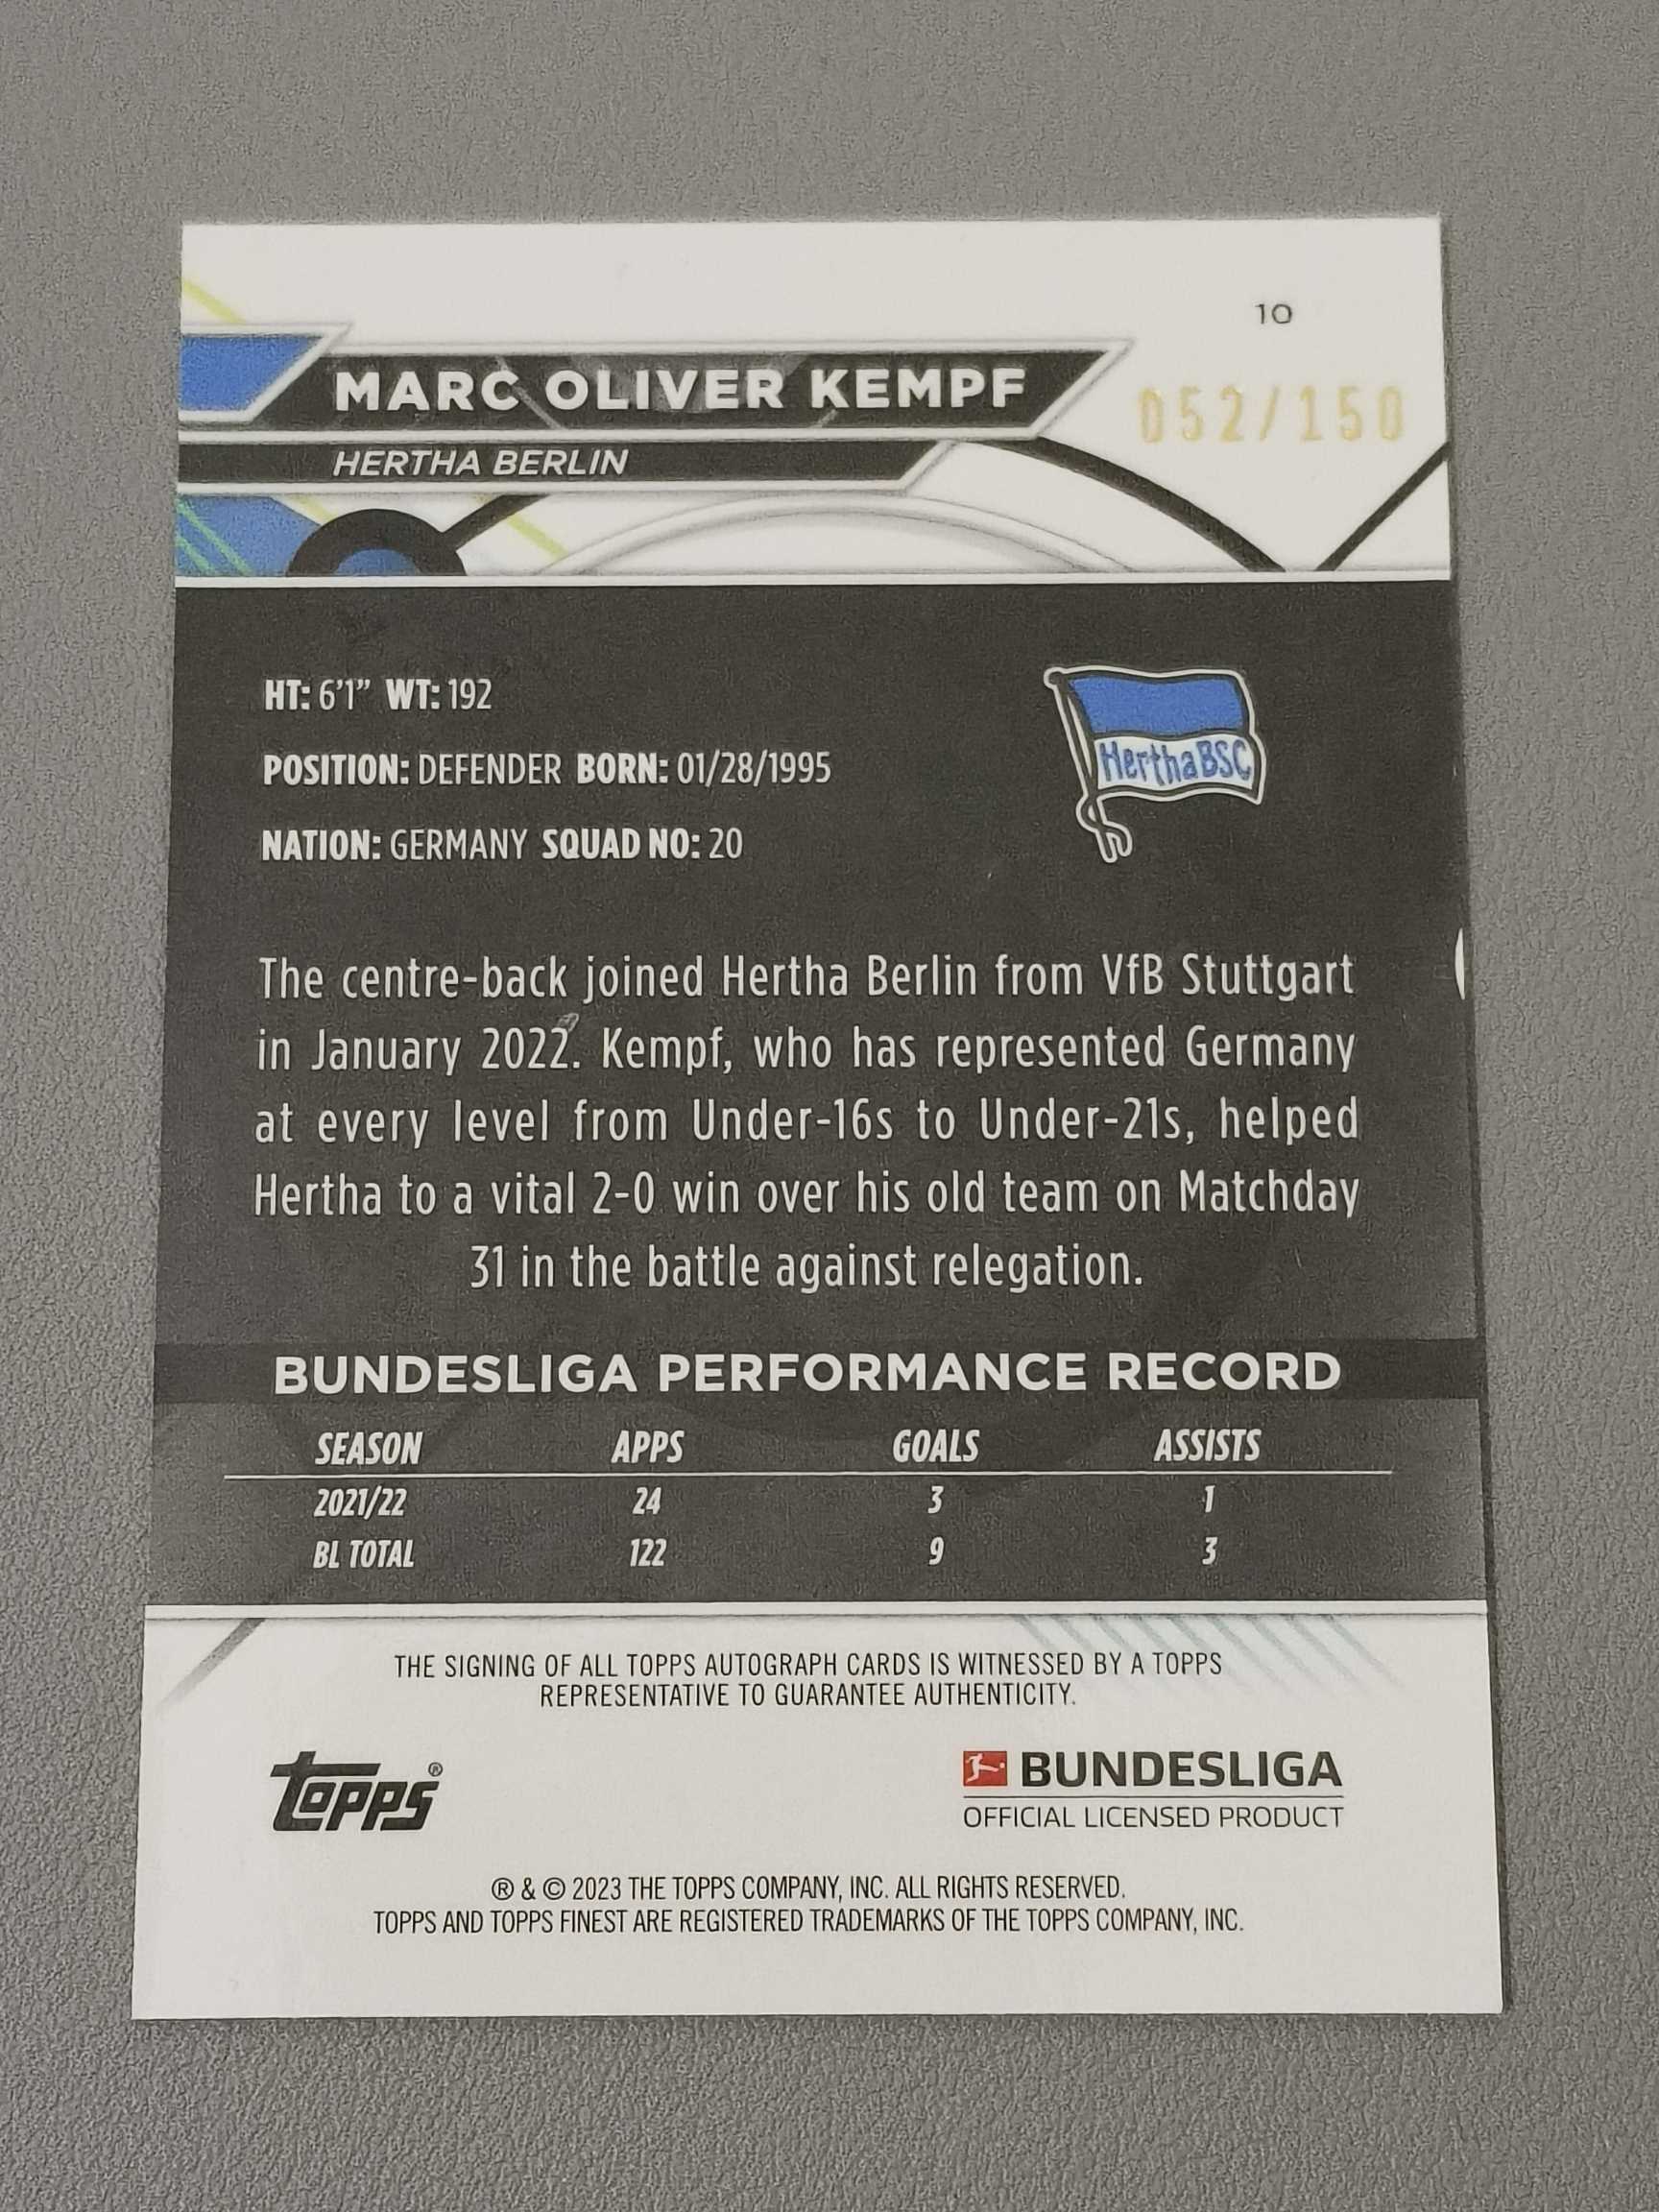 10
MARC OLIVER KEMPF
052/150
HERTHA BERLIN
HT: 6'1" WT: 192
HerthaBSC
POSITION: DEFENDER BORN: 01/28/1995
NATION: GERMANY SQUAD NO: 20
The centre-back joined Hertha Berlin from VfB Stuttgart
in January 2022. Kempf, who has represented Germany
at every level from Under-16s to Under-21s, helped
Hertha to a vital 2-0 win over his old team on Matchday
31 in the battle against relegation.
BUNDESLIGA PERFORMANCE RECORD
SEASON APPS GOALS ASSISTS
2021/22 24 3 1
BL TOTAL 122 9 3
THE SIGNING OF ALL TOPPS AUTOGRAPH CARDS IS WITNESSED BY A TOPPS
REPRESENTATIVE TO GUARANTEE AUTHENTICITY.
topps®
BUNDESLIGA
OFFICIAL LICENSED PRODUCT
® & © 2023 THE TOPPS COMPANY, INC. ALL RIGHTS RESERVED.
TOPPS AND TOPPS FINEST ARE REGISTERED TRADEMARKS OF THE TOPPS COMPANY, INC.